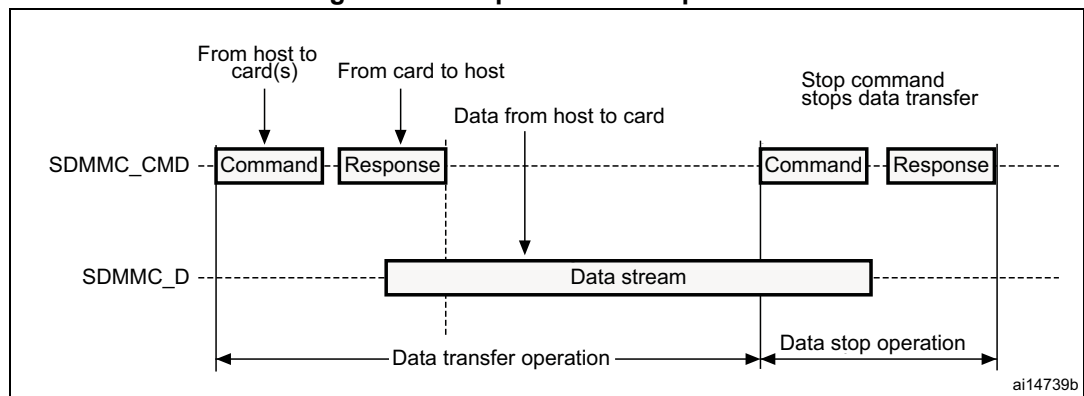 From host to
card(s)
From card to host
Stop command
stops data transfer
Data from host to card
SDMMC_CMD
Command
Response
Command
Response
SDMMC_D
Data stream
Data transfer operation
Data stop operation
ai14739b